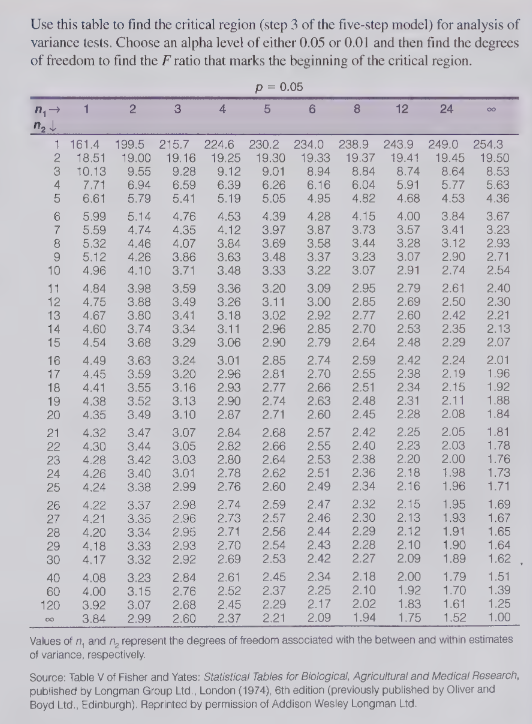 Use this table to find the critical region (step 3 of the five-step model) for analysis of
variance tests. Choose an alpha level of either 0.05 or 0.01 and then find the degrees
of freedom to find the F ratio that marks the beginning of the critical region.
p = 0.05
n₁→ 1 2 3 4 5 6 8 12 24 ∞
n₂↓
1 161.4 199.5 215.7 224.6 230.2 234.0 238.9 243.9 249.0 254.3
2 18.51 19.00 19.16 19.25 19.30 19.33 19.37 19.41 19.45 19.50
3 10.13 9.55 9.28 9.12 9.01 8.94 8.84 8.74 8.64 8.53
4 7.71 6.94 6.59 6.39 6.26 6.16 6.04 5.91 5.77 5.63
5 6.61 5.79 5.41 5.19 5.05 4.95 4.82 4.68 4.53 4.36
6 5.99 5.14 4.76 4.53 4.39 4.28 4.15 4.00 3.84 3.67
7 5.59 4.74 4.35 4.12 3.97 3.87 3.73 3.57 3.41 3.23
8 5.32 4.46 4.07 3.84 3.69 3.58 3.44 3.28 3.12 2.93
9 5.12 4.26 3.86 3.63 3.48 3.37 3.23 3.07 2.90 2.71
10 4.96 4.10 3.71 3.48 3.33 3.22 3.07 2.91 2.74 2.54
11 4.84 3.98 3.59 3.36 3.20 3.09 2.95 2.79 2.61 2.40
12 4.75 3.88 3.49 3.26 3.11 3.00 2.85 2.69 2.50 2.30
13 4.67 3.80 3.41 3.18 3.02 2.92 2.77 2.60 2.42 2.21
14 4.60 3.74 3.34 3.11 2.96 2.85 2.70 2.53 2.35 2.13
15 4.54 3.68 3.29 3.06 2.90 2.79 2.64 2.48 2.29 2.07
16 4.49 3.63 3.24 3.01 2.85 2.74 2.59 2.42 2.24 2.01
17 4.45 3.59 3.20 2.96 2.81 2.70 2.55 2.38 2.19 1.96
18 4.41 3.55 3.16 2.93 2.77 2.66 2.51 2.34 2.15 1.92
19 4.38 3.52 3.13 2.90 2.74 2.63 2.48 2.31 2.11 1.88
20 4.35 3.49 3.10 2.87 2.71 2.60 2.45 2.28 2.08 1.84
21 4.32 3.47 3.07 2.84 2.68 2.57 2.42 2.25 2.05 1.81
22 4.30 3.44 3.05 2.82 2.66 2.55 2.40 2.23 2.03 1.78
23 4.28 3.42 3.03 2.80 2.64 2.53 2.38 2.20 2.00 1.76
24 4.26 3.40 3.01 2.78 2.62 2.51 2.36 2.18 1.98 1.73
25 4.24 3.38 2.99 2.76 2.60 2.49 2.34 2.16 1.96 1.71
26 4.22 3.37 2.98 2.74 2.59 2.47 2.32 2.15 1.95 1.69
27 4.21 3.35 2.96 2.73 2.57 2.46 2.30 2.13 1.93 1.67
28 4.20 3.34 2.95 2.71 2.56 2.44 2.29 2.12 1.91 1.65
29 4.18 3.33 2.93 2.70 2.54 2.43 2.28 2.10 1.90 1.64
30 4.17 3.32 2.92 2.69 2.53 2.42 2.27 2.09 1.89 1.62
40 4.08 3.23 2.84 2.61 2.45 2.34 2.18 2.00 1.79 1.51
60 4.00 3.15 2.76 2.52 2.37 2.25 2.10 1.92 1.70 1.39
120 3.92 3.07 2.68 2.45 2.29 2.17 2.02 1.83 1.61 1.25
∞ 3.84 2.99 2.60 2.37 2.21 2.09 1.94 1.75 1.52 1.00
Values of n₁ and n₂ represent the degrees of freedom associated with the between and within estimates
of variance, respectively.
Source: Table V of Fisher and Yates: Statistical Tables for Biological, Agricultural and Medical Research,
published by Longman Group Ltd., London (1974), 6th edition (previously published by Oliver and
Boyd Ltd., Edinburgh). Reprinted by permission of Addison Wesley Longman Ltd.